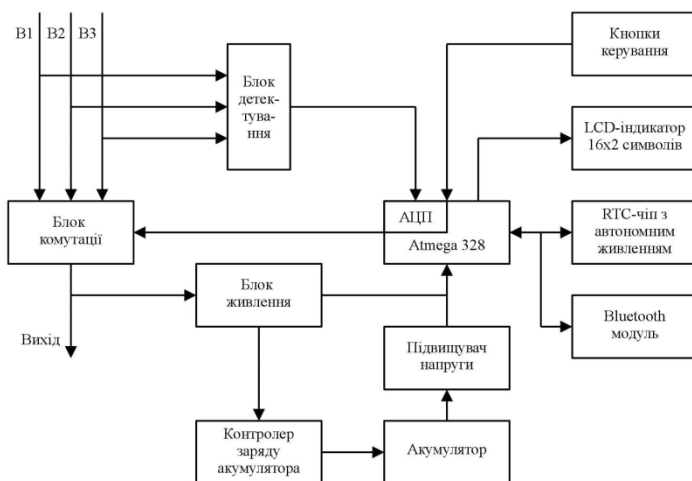 В1 В2 В3
Блок
детек-
тува-
ння
Кнопки
керування
LCD-індикатор
16x2 символів
Блок
комутації
АЦП
Atmega 328
RTC-чіп з
автономним
живленням
Блок
живлення
Bluetooth
модуль
Вихід
Підвищувач
напруги
Контролер
заряду
акумулятора
Акумулятор